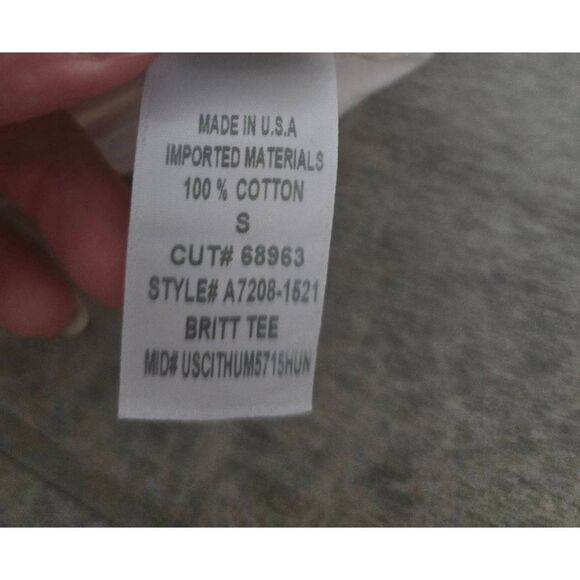 MADE IN U.S.A
IMPORTED MATERIALS
100 % COTTON
S
CUT# 68963
STYLE# A7208-1521
BRITT TEE
MID# USCITHUM5715HUN